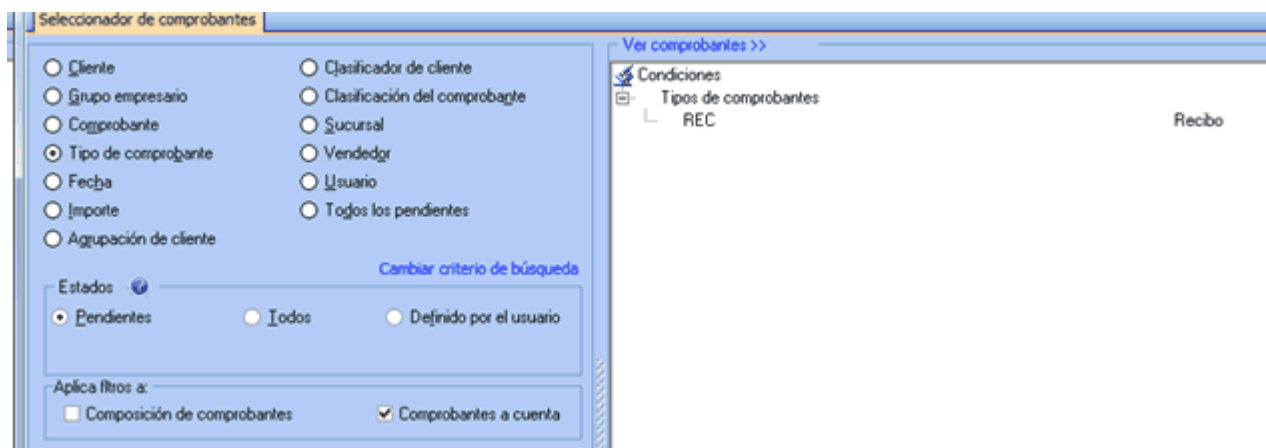 Seleccionador de comprobantes
Cliente
Clasificador de cliente
Grupo empresario
Clasificación del comprobante
Comprobante
Sucursal
Tipo de comprobante
Vendedor
Fecha
Usuario
Importe
Todos los pendientes
Agrupación de cliente
Cambiar criterio de búsqueda
Estados
Pendientes
Todos
Definido por el usuario
Aplica fltros a:
Composición de comprobantes
Comprobantes a cuenta
Ver comprobantes >>
Condiciones
Tipos de comprobantes
REC Recibo